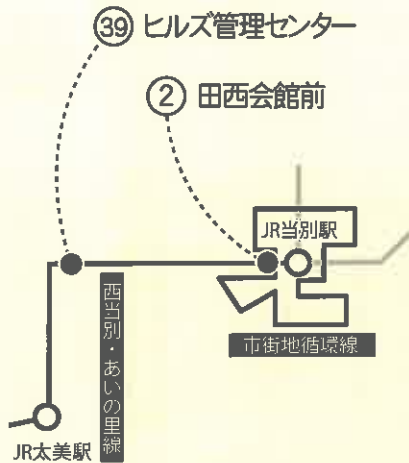 ㊴ ヒルズ管理センター
② 田西会館前
JR当別駅
市街地循環線
西当別・あいの里線
JR太美駅